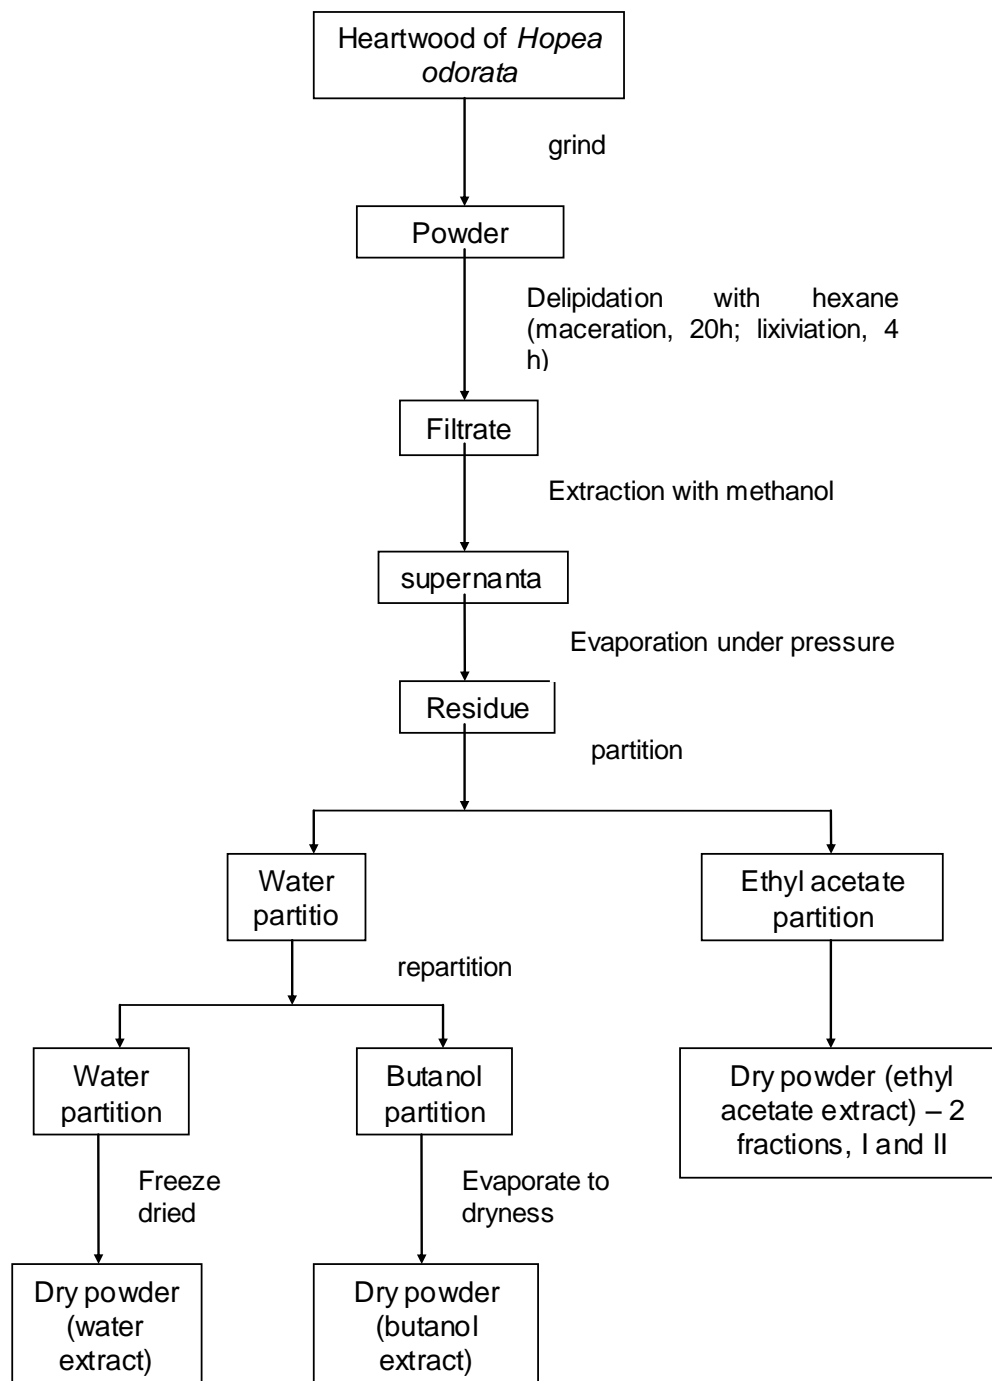 Heartwood of Hopea
odorata
grind
Powder
Delipidation with hexane
(maceration, 20h; lixiviation, 4
h)
Filtrate
Extraction with methanol
supernanta
Evaporation under pressure
Residue
partition
Water
partitio
Ethyl acetate
partition
repartition
Water
partition
Butanol
partition
Dry powder (ethyl
acetate extract) – 2
fractions, I and II
Freeze
dried
Evaporate to
dryness
Dry powder
(water
extract)
Dry powder
(butanol
extract)